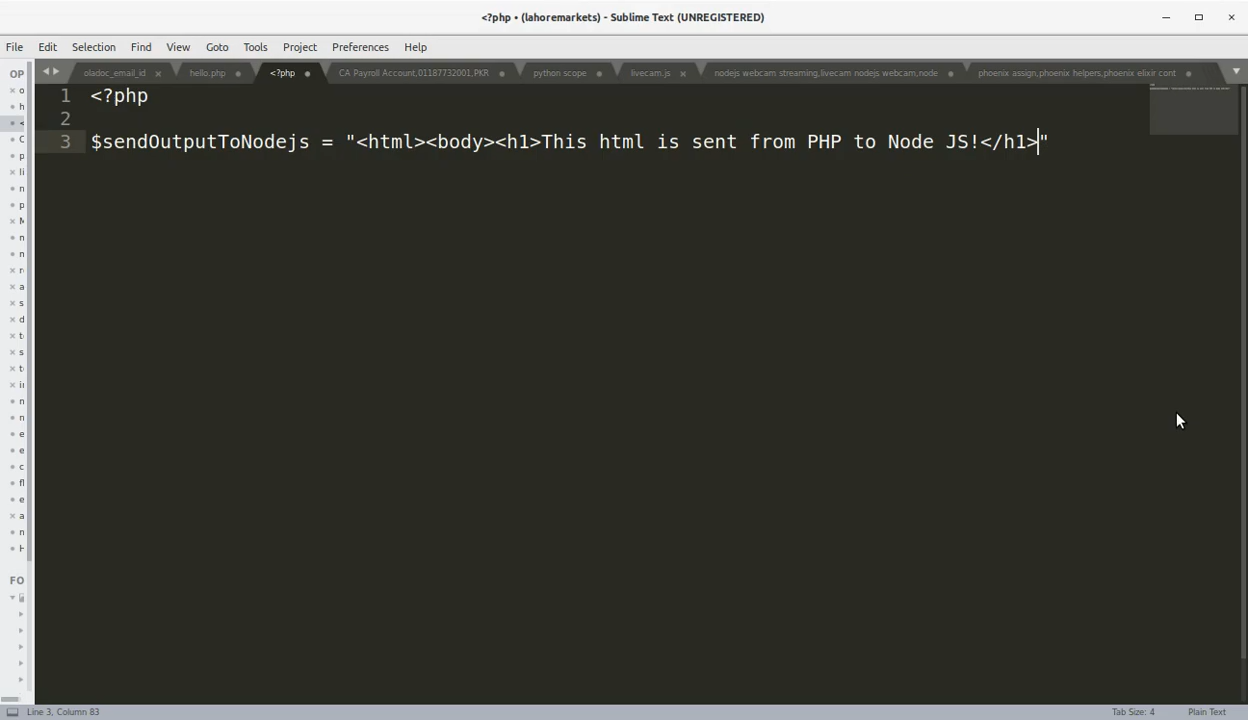 <?php • (lahoremarkets) - Sublime Text (UNREGISTERED)
File Edit Selection Find View Goto Tools Project Preferences Help
OP
oladoc_email_id hello.php <?php CA Payroll Account,01187732001,PKR python scope livecam.js nodejs webcam streaming,livecam nodejs webcam,node phoenix assign,phoenix helpers,phoenix elixir cont
1 <?php
2
3 $sendOutputToNodejs = "<html><body><h1>This html is sent from PHP to Node JS!</h1>"
FO
Line 3, Column 83 Tab Size: 4 Plain Text